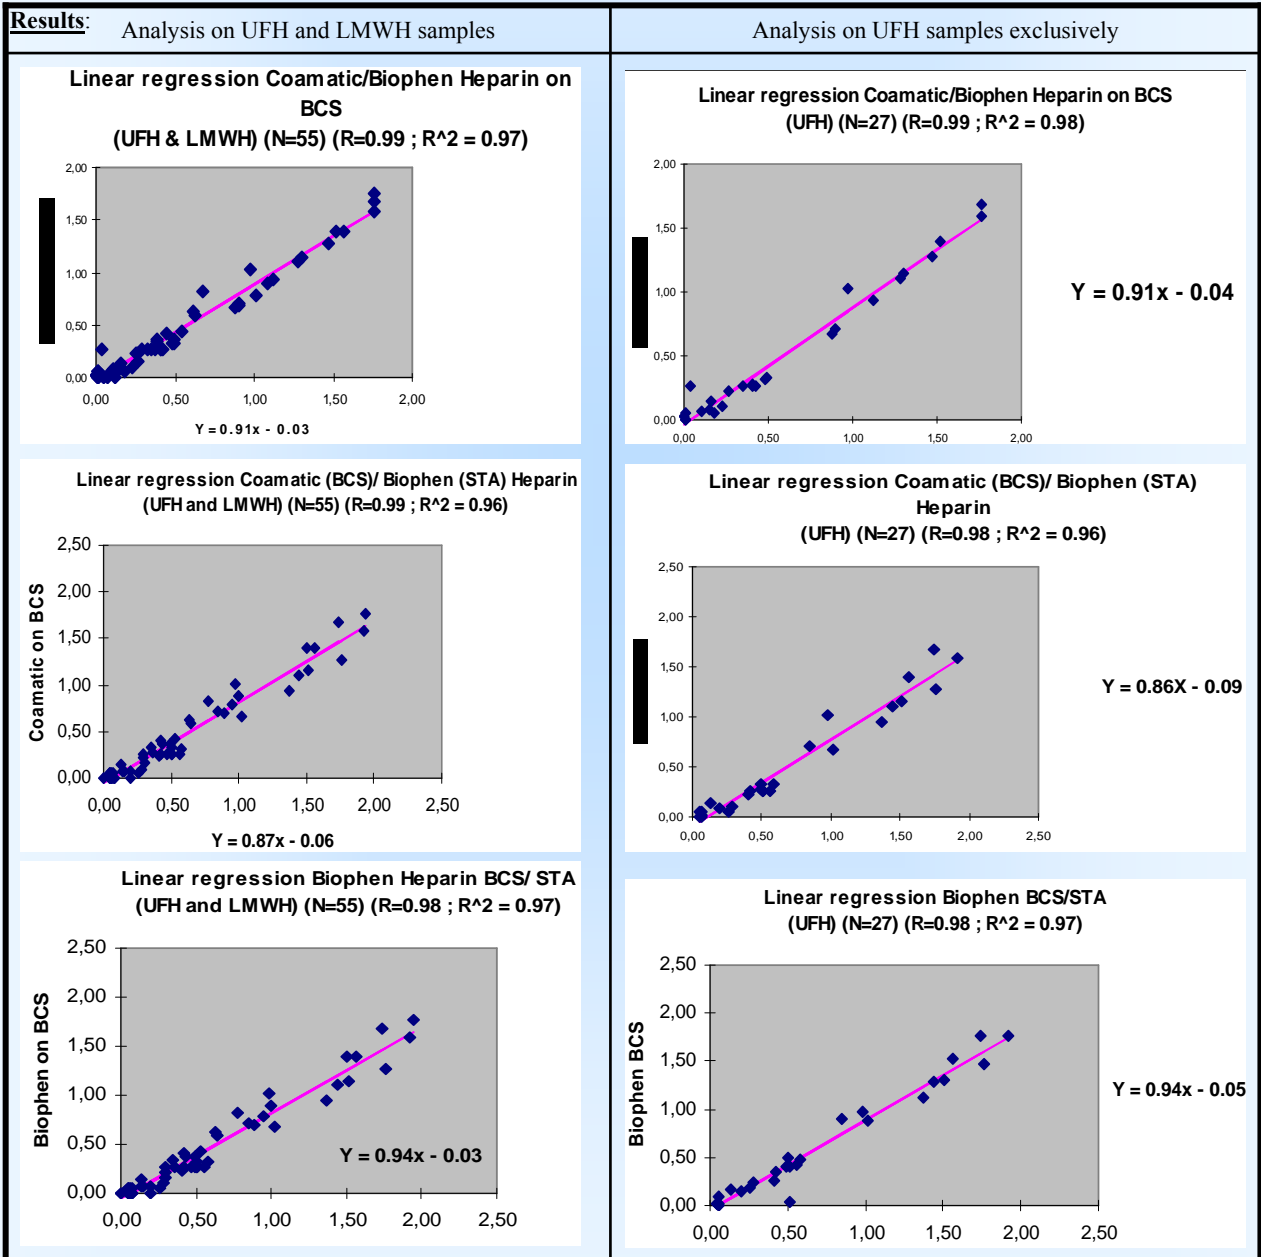 Results:
Analysis on UFH and LMWH samples
Analysis on UFH samples exclusively
Linear regression Coamatic/Biophen Heparin on
BCS
(UFH & LMWH) (N=55) (R=0.99 ; R^2 = 0.97)
2,00
1,50
1,00
0,50
0,00
0,00 0,50 1,00 1,50 2,00
Y = 0.91x - 0.03
Linear regression Coamatic/Biophen Heparin on BCS
(UFH) (N=27) (R=0.99 ; R^2 = 0.98)
2,00
1,50
1,00
0,50
0,00
0,00 0,50 1,00 1,50 2,00
Y = 0.91x - 0.04
Linear regression Coamatic (BCS)/ Biophen (STA) Heparin
(UFH and LMWH) (N=55) (R=0.99 ; R^2 = 0.96)
Coamatic on BCS
2,50
2,00
1,50
1,00
0,50
0,00
0,00 0,50 1,00 1,50 2,00 2,50
Y = 0.87x - 0.06
Linear regression Coamatic (BCS)/ Biophen (STA)
Heparin
(UFH) (N=27) (R=0.98 ; R^2 = 0.96)
2,50
2,00
1,50
1,00
0,50
0,00
0,00 0,50 1,00 1,50 2,00 2,50
Y = 0.86X - 0.09
Linear regression Biophen Heparin BCS/ STA
(UFH and LMWH) (N=55) (R=0.98 ; R^2 = 0.97)
Biophen on BCS
2,50
2,00
1,50
1,00
0,50
0,00
0,00 0,50 1,00 1,50 2,00 2,50
Y = 0.94x - 0.03
Linear regression Biophen BCS/STA
(UFH) (N=27) (R=0.98 ; R^2 = 0.97)
Biophen BCS
2,50
2,00
1,50
1,00
0,50
0,00
0,00 0,50 1,00 1,50 2,00 2,50
Y = 0.94x - 0.05